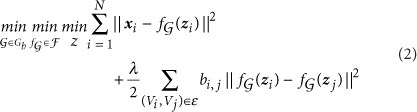 min min min ∑ ‖ x_i − f_𝒢(z_i) ‖²
𝒢∈G_b f_𝒢∈ℱ Z i = 1 N
(2)
+ λ/2 ∑ b_{i,j} ‖ f_𝒢(z_i) − f_𝒢(z_j) ‖²
(V_i, V_j)∈ε